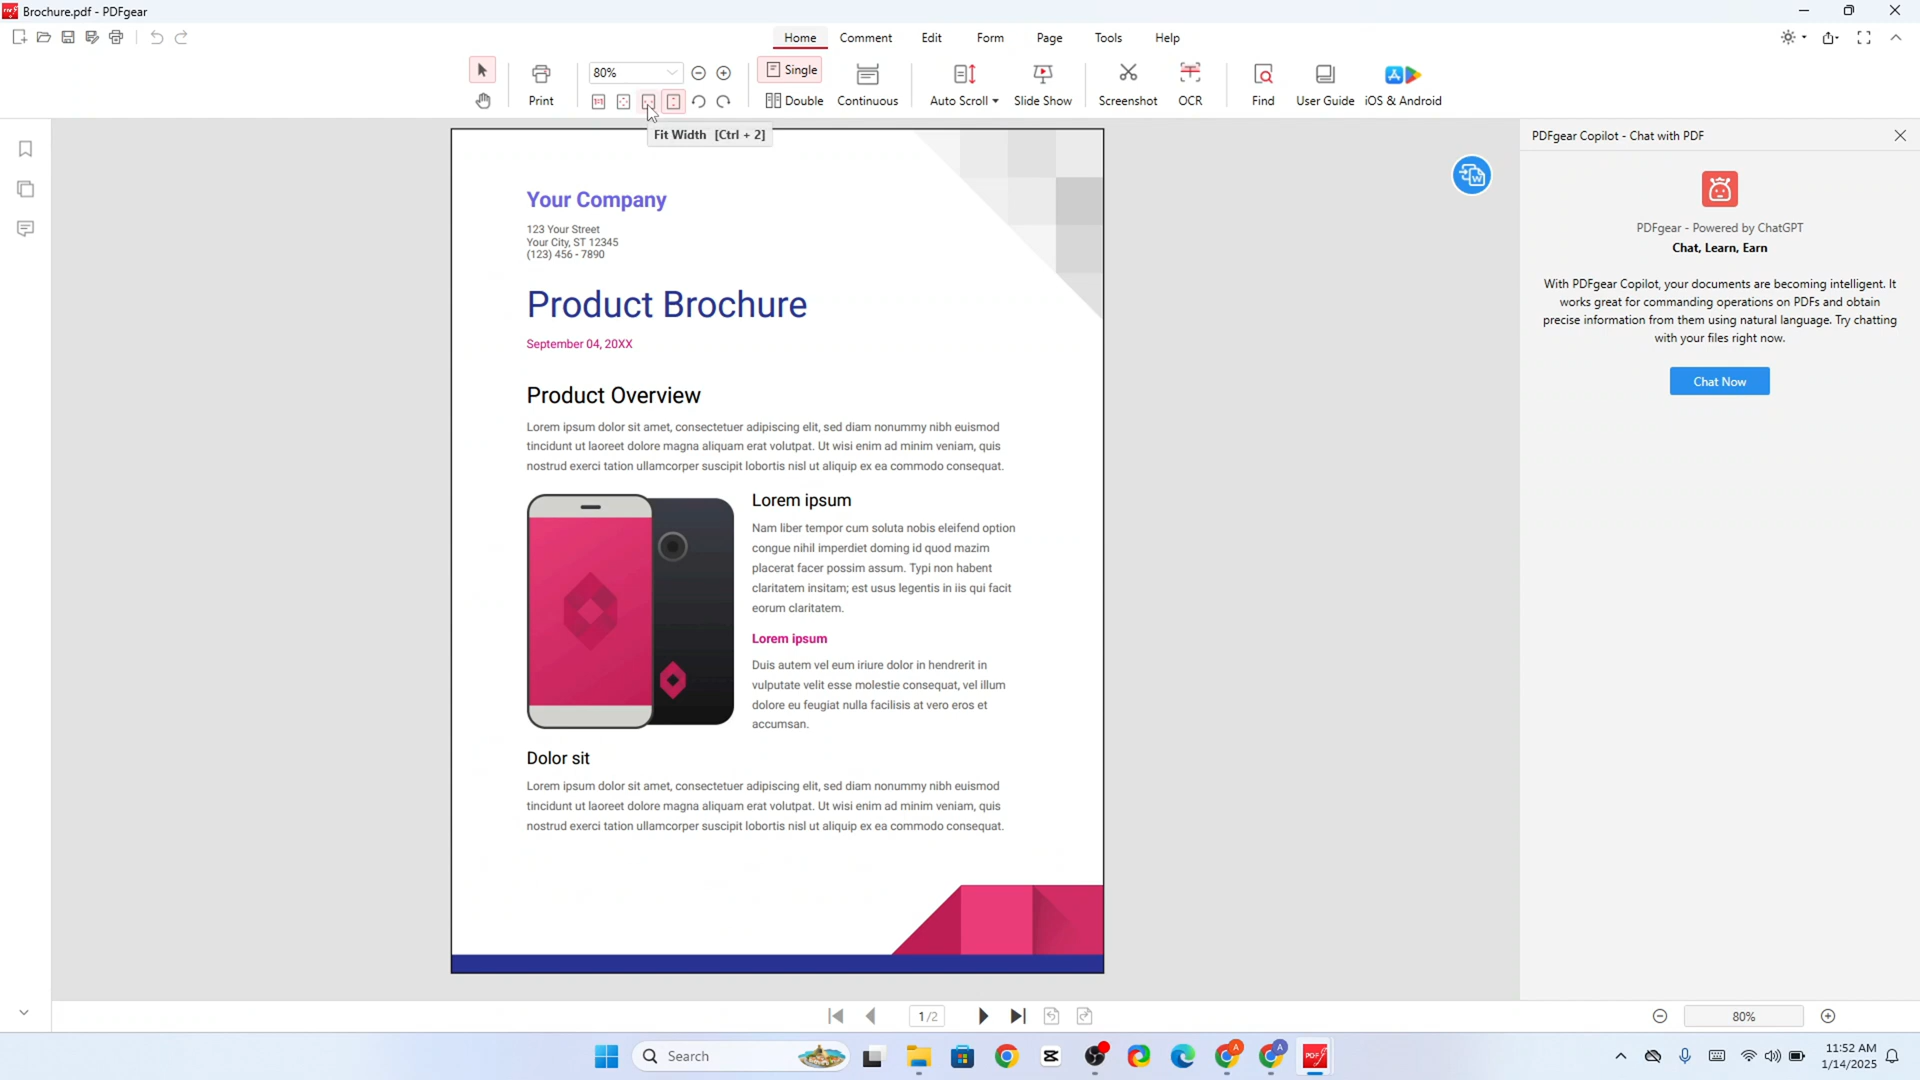 Brochure.pdf - PDFgear
Home
Comment
Edit
Form
Page
Tools
Help
80%
Print
Single
Double
Continuous
Auto Scroll
Slide Show
Screenshot
OCR
Find
User Guide
iOS & Android
Fit Width [Ctrl + 2]
Your Company
123 Your Street
Your City, ST 12345
(123) 456 - 7890
Product Brochure
September 04, 20XX
Product Overview
Lorem ipsum dolor sit amet, consectetuer adipiscing elit, sed diam nonummy nibh euismod
tincidunt ut laoreet dolore magna aliquam erat volutpat. Ut wisi enim ad minim veniam, quis
nostrud exerci tation ullamcorper suscipit lobortis nisl ut aliquip ex ea commodo consequat.
Lorem ipsum
Nam liber tempor cum soluta nobis eleifend option
congue nihil imperdiet doming id quod mazim
placerat facer possim assum. Typi non habent
claritatem insitam; est usus legentis in iis qui facit
eorum claritatem.
Lorem ipsum
Duis autem vel eum iriure dolor in hendrerit in
vulputate velit esse molestie consequat, vel illum
dolore eu feugiat nulla facilisis at vero eros et
accumsan.
Dolor sit
Lorem ipsum dolor sit amet, consectetuer adipiscing elit, sed diam nonummy nibh euismod
tincidunt ut laoreet dolore magna aliquam erat volutpat. Ut wisi enim ad minim veniam, quis
nostrud exerci tation ullamcorper suscipit lobortis nisl ut aliquip ex ea commodo consequat.
PDFgear Copilot - Chat with PDF
PDFgear - Powered by ChatGPT
Chat, Learn, Earn
With PDFgear Copilot, your documents are becoming intelligent. It
works great for commanding operations on PDFs and obtain
precise information from them using natural language. Try chatting
with your files right now.
Chat Now
1/2
80%
Search
11:52 AM
1/14/2025